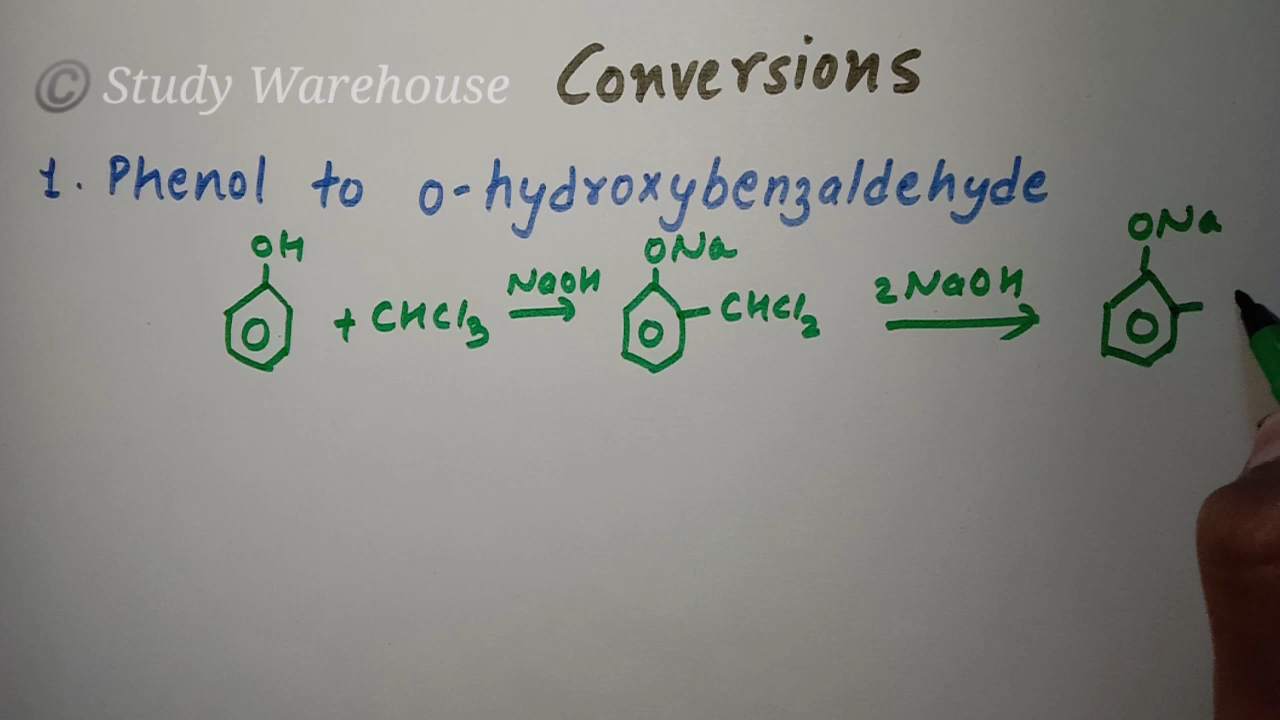 © Study Warehouse
Conversions
1. Phenol to o-hydroxybenzaldehyde
OH ONa ONa
+ CHCl₃ NaOH CHCl₂ 2NaOH